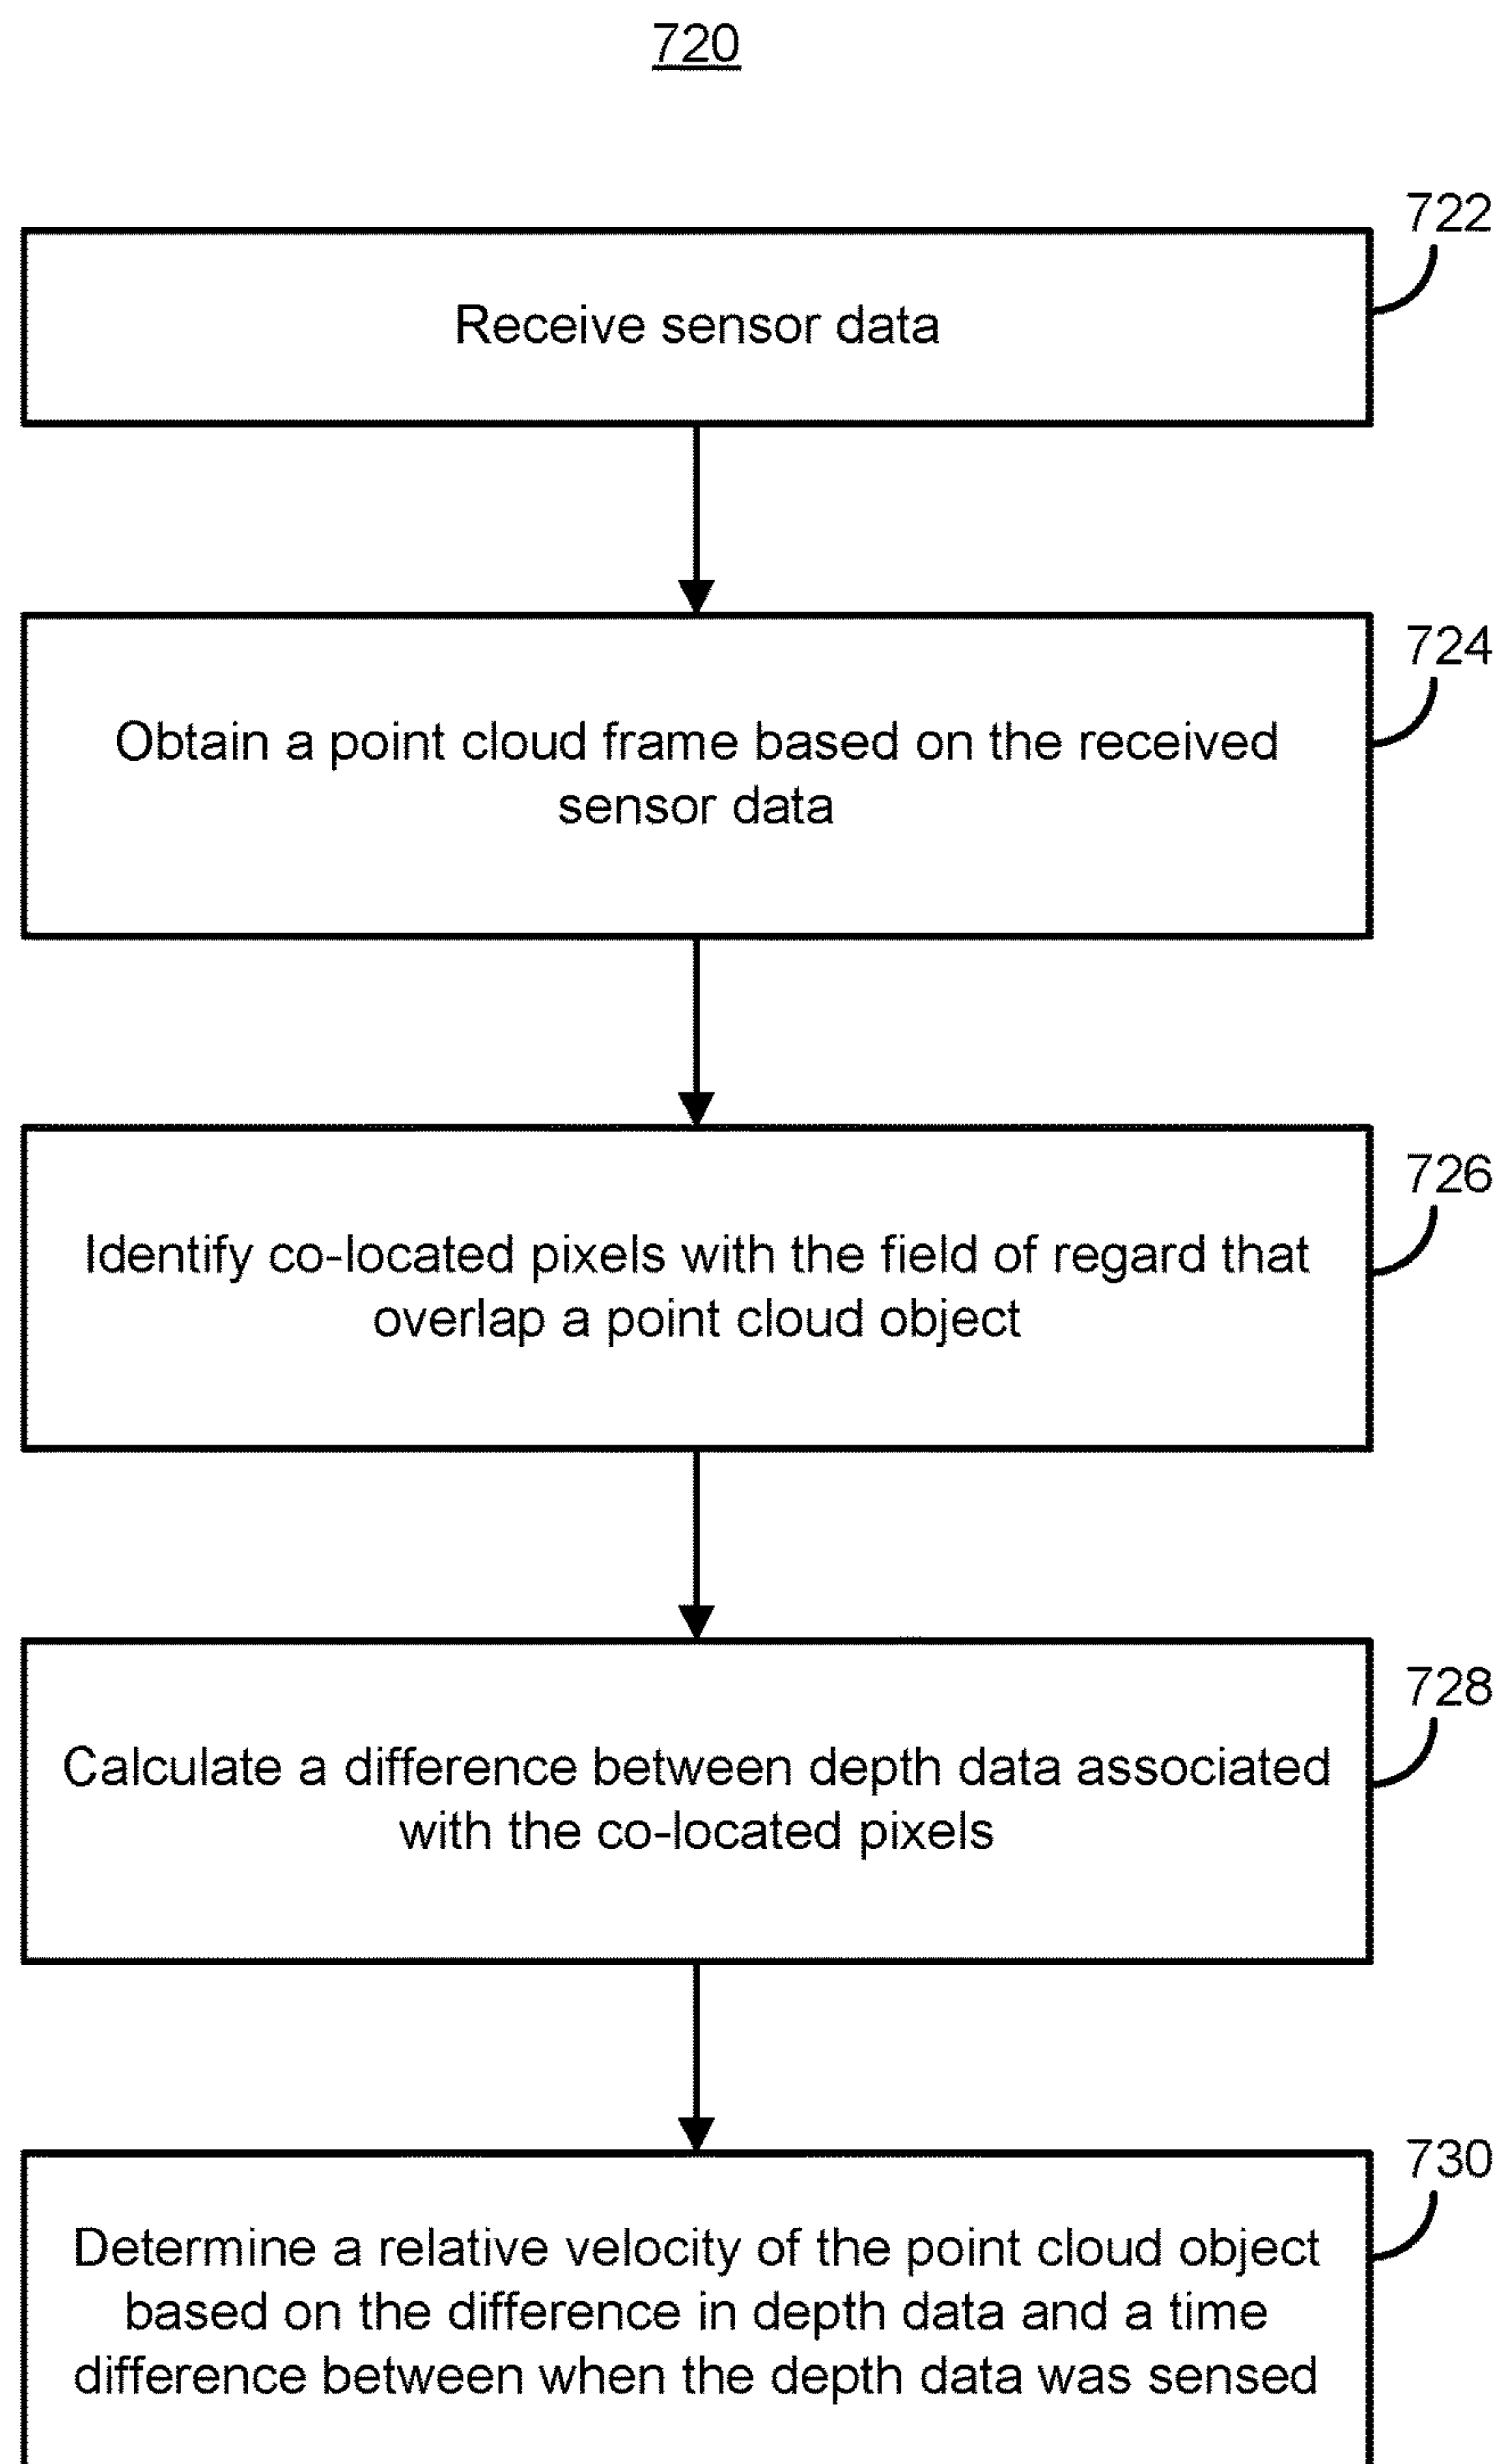 720
722
Receive sensor data
724
Obtain a point cloud frame based on the received
sensor data
726
Identify co-located pixels with the field of regard that
overlap a point cloud object
728
Calculate a difference between depth data associated
with the co-located pixels
730
Determine a relative velocity of the point cloud object
based on the difference in depth data and a time
difference between when the depth data was sensed